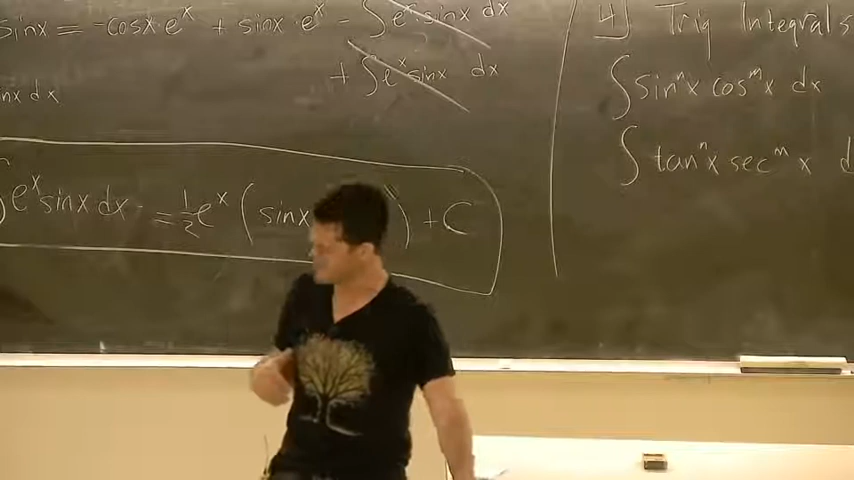 sinx = -cosx·eˣ + sinx·eˣ - ∫eˣsinx dx
+ ∫eˣsinx dx
dx
∫eˣsinx dx = ½eˣ(sinx ) + C
4] Trig Integrals
∫sinⁿx cosᵐx dx
∫tanⁿx secᵐx d